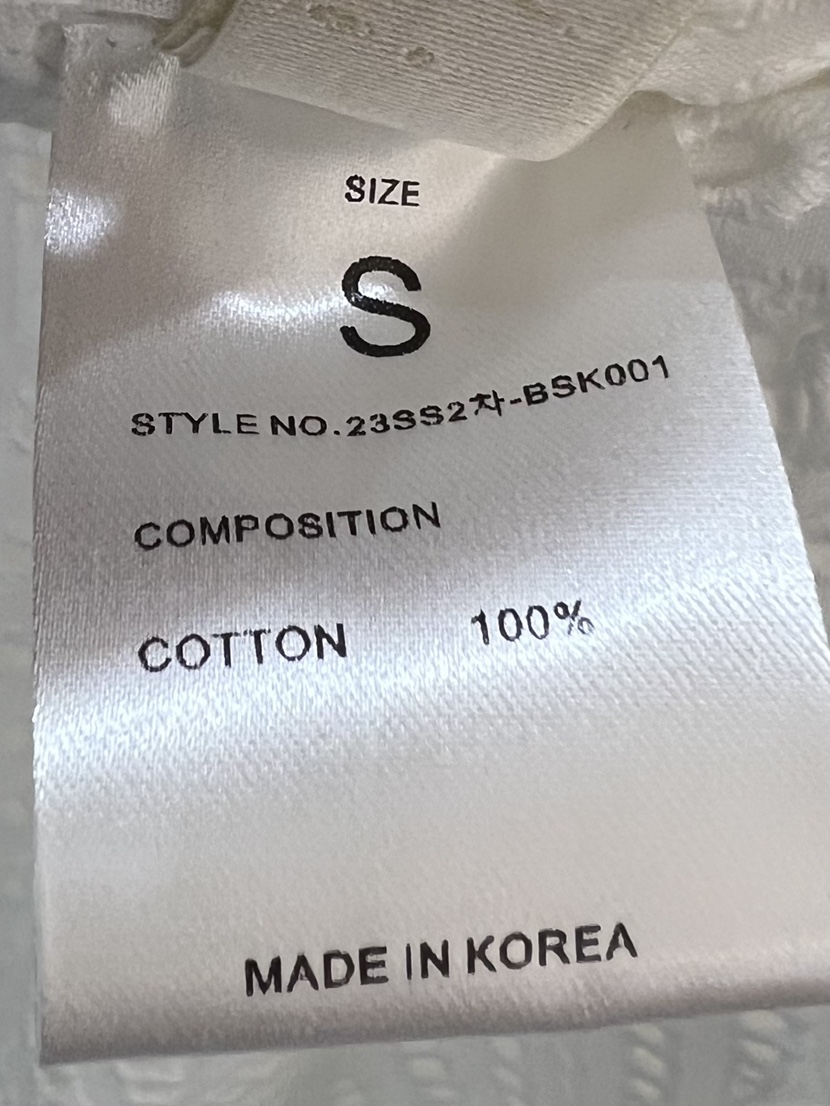 SIZE
S
STYLE NO.23SS2차-BSK001
COMPOSITION
COTTON 100%
MADE IN KOREA